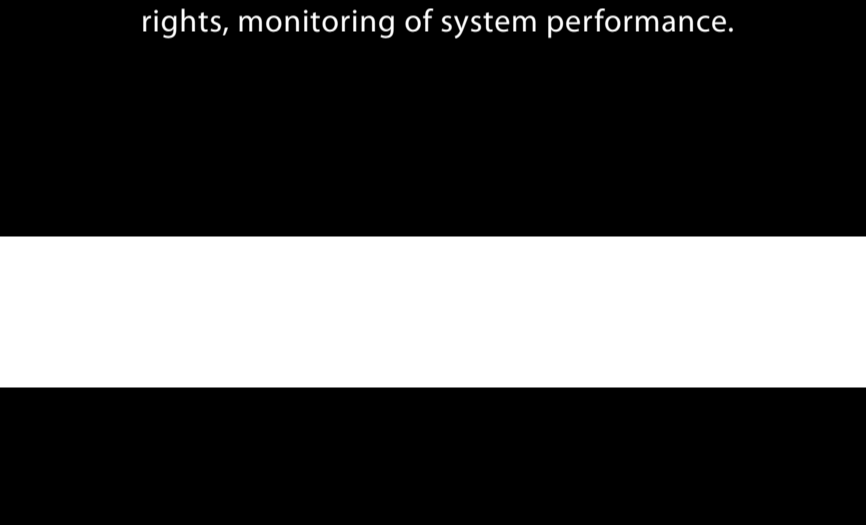 rights, monitoring of system performance.